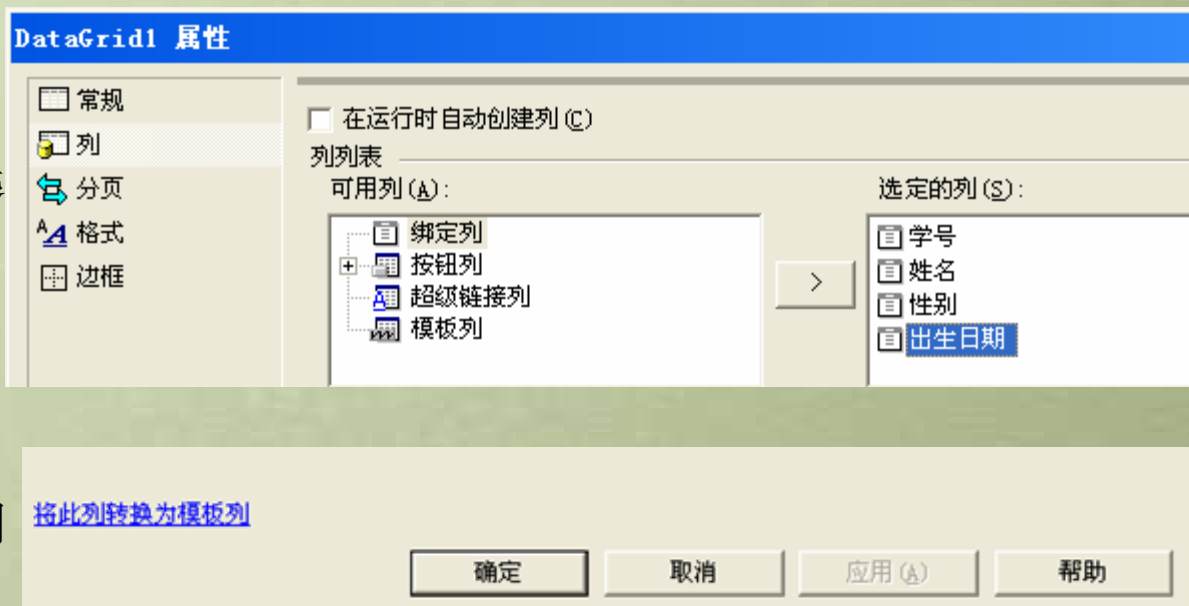 DataGrid1 属性
常规
列
分页
格式
边框
在运行时自动创建列(C)
列列表
可用列(A):
绑定列
按钮列
超级链接列
模板列
>
选定的列(S):
学号
姓名
性别
出生日期
将此列转换为模板列
确定
取消
应用(A)
帮助